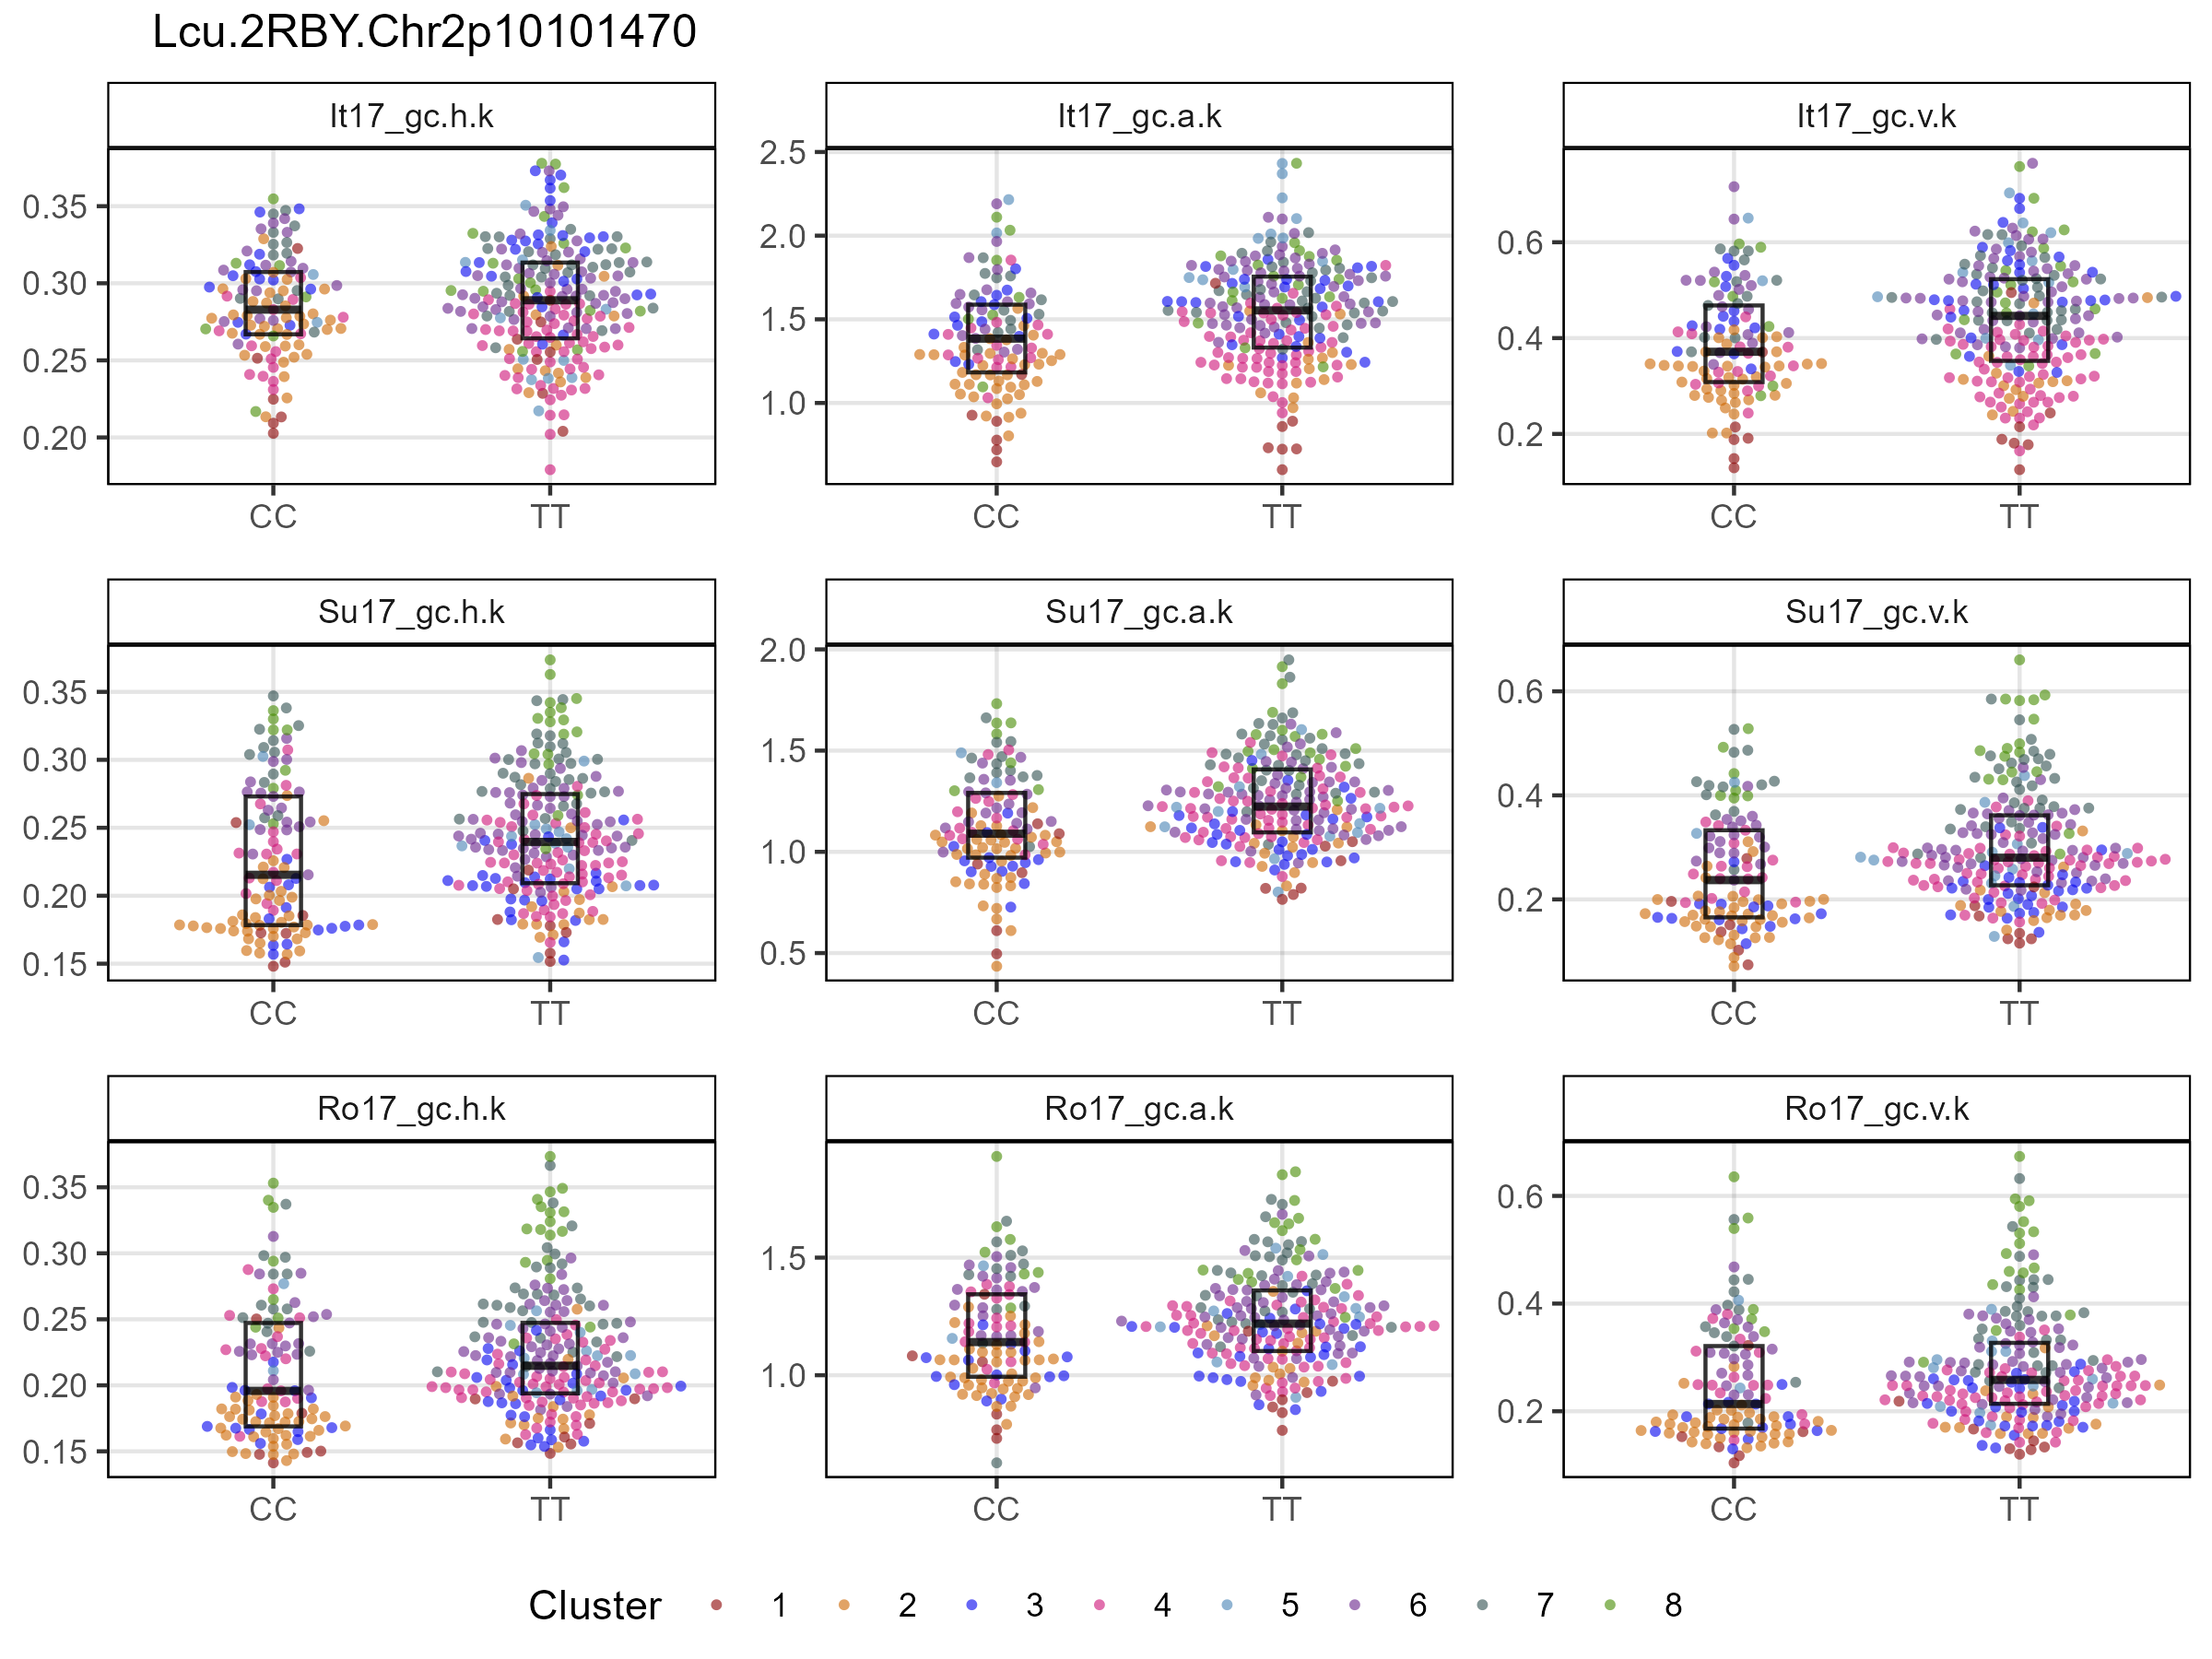 Lcu.2RBY.Chr2p10101470
It17_gc.h.k
It17_gc.a.k
It17_gc.v.k
0.35
0.30
0.25
0.20
2.5
2.0
1.5
1.0
0.6
0.4
0.2
CC
TT
CC
TT
CC
TT
Su17_gc.h.k
Su17_gc.a.k
Su17_gc.v.k
0.35
0.30
0.25
0.20
0.15
2.0
1.5
1.0
0.5
0.6
0.4
0.2
CC
TT
CC
TT
CC
TT
Ro17_gc.h.k
Ro17_gc.a.k
Ro17_gc.v.k
0.35
0.30
0.25
0.20
0.15
1.5
1.0
0.6
0.4
0.2
CC
TT
CC
TT
CC
TT
Cluster 1 2 3 4 5 6 7 8